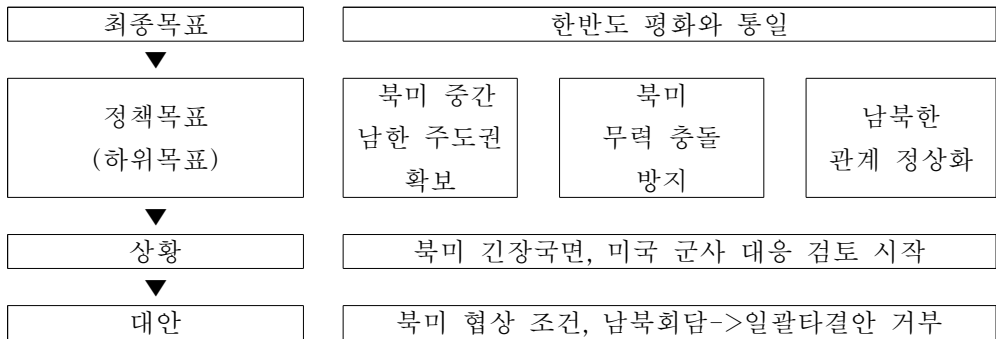 최종목표
한반도 평화와 통일
▼
정책목표
(하위목표)
북미 중간
남한 주도권
확보
북미
무력 충돌
방지
남북한
관계 정상화
▼
상황
북미 긴장국면, 미국 군사 대응 검토 시작
▼
대안
북미 협상 조건, 남북회담->일괄타결안 거부